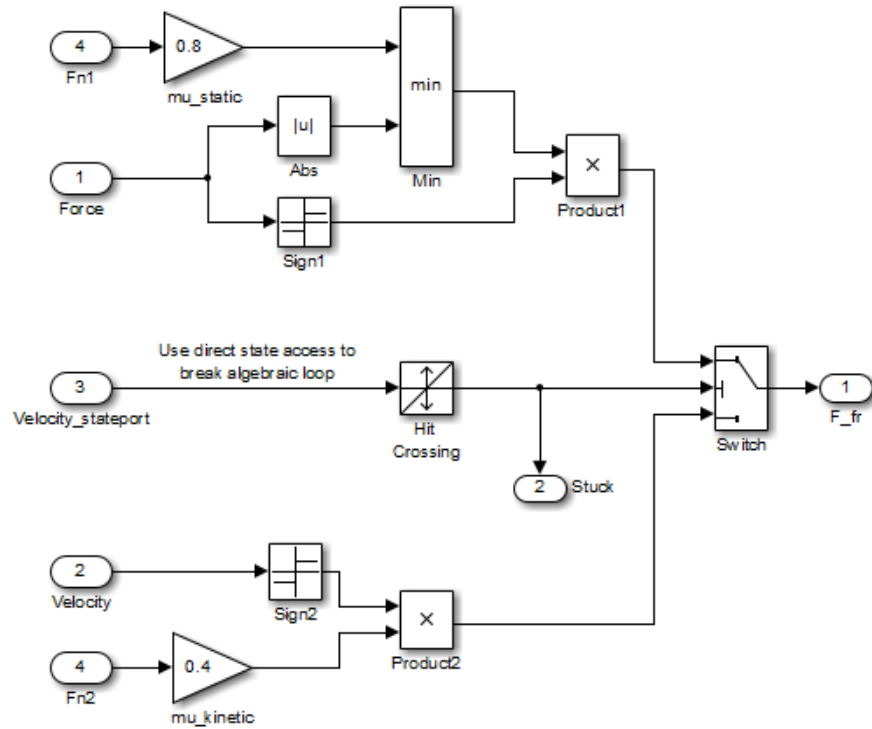 4
Fn1
0.8
mu_static
min
Min
|u|
Abs
1
Force
Sign1
×
Product1
Use direct state access to
break algebraic loop
3
Velocity_stateport
Hit
Crossing
2
Stuck
Switch
1
F_fr
2
Velocity
Sign2
×
Product2
4
Fn2
0.4
mu_kinetic